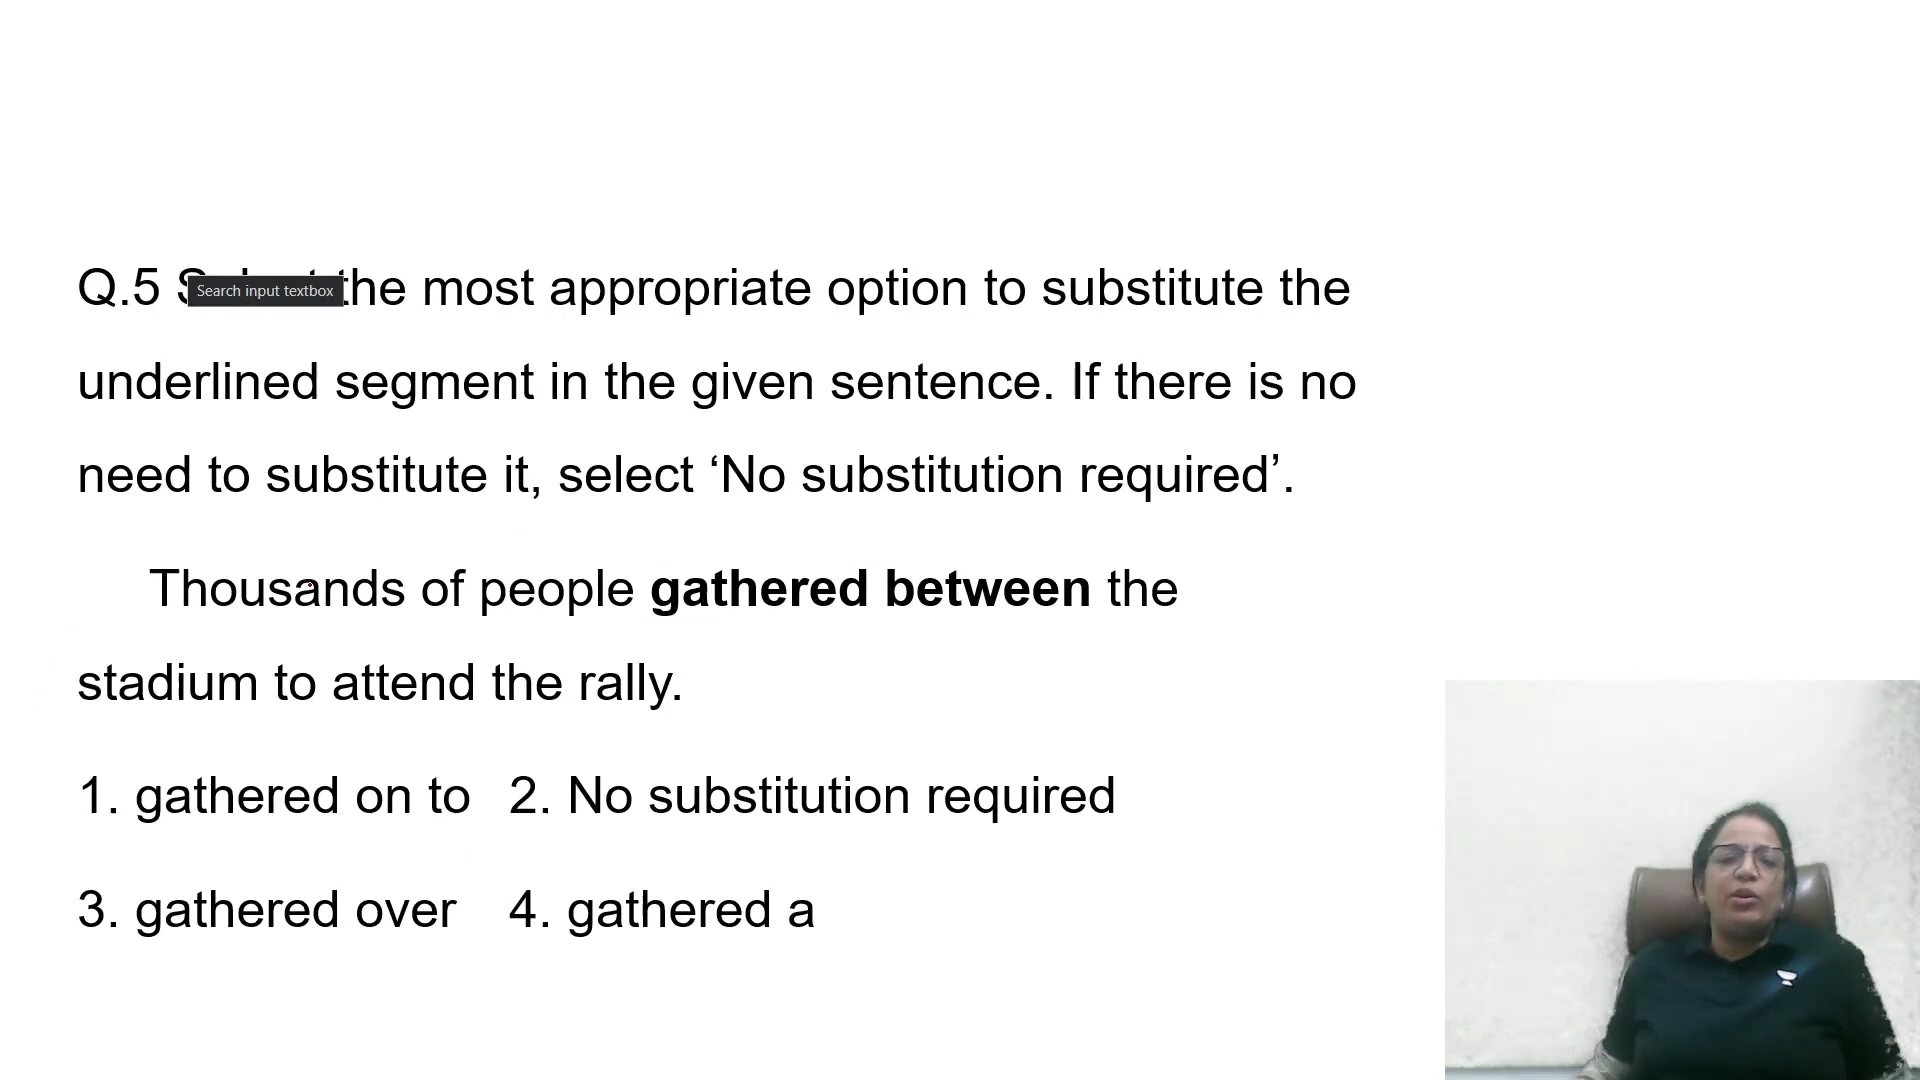 Q.5 the most appropriate option to substitute the
Search input textbox
underlined segment in the given sentence. If there is no
need to substitute it, select ‘No substitution required’.
Thousands of people gathered between the
stadium to attend the rally.
1. gathered on to 2. No substitution required
3. gathered over 4. gathered a